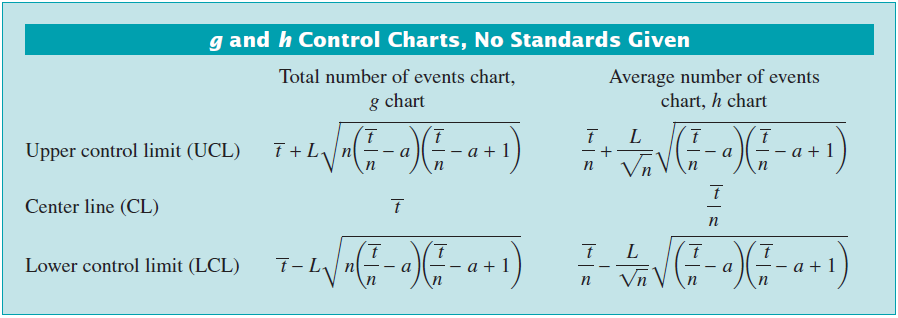 g and h Control Charts, No Standards Given
Total number of events chart, g chart
Average number of events chart, h chart
Upper control limit (UCL) t̅ + L√(n(t̅/n − a)(t̅/n − a + 1)) t̅/n + L/√n √((t̅/n − a)(t̅/n − a + 1))
Center line (CL) t̅ t̅/n
Lower control limit (LCL) t̅ − L√(n(t̅/n − a)(t̅/n − a + 1)) t̅/n − L/√n √((t̅/n − a)(t̅/n − a + 1))